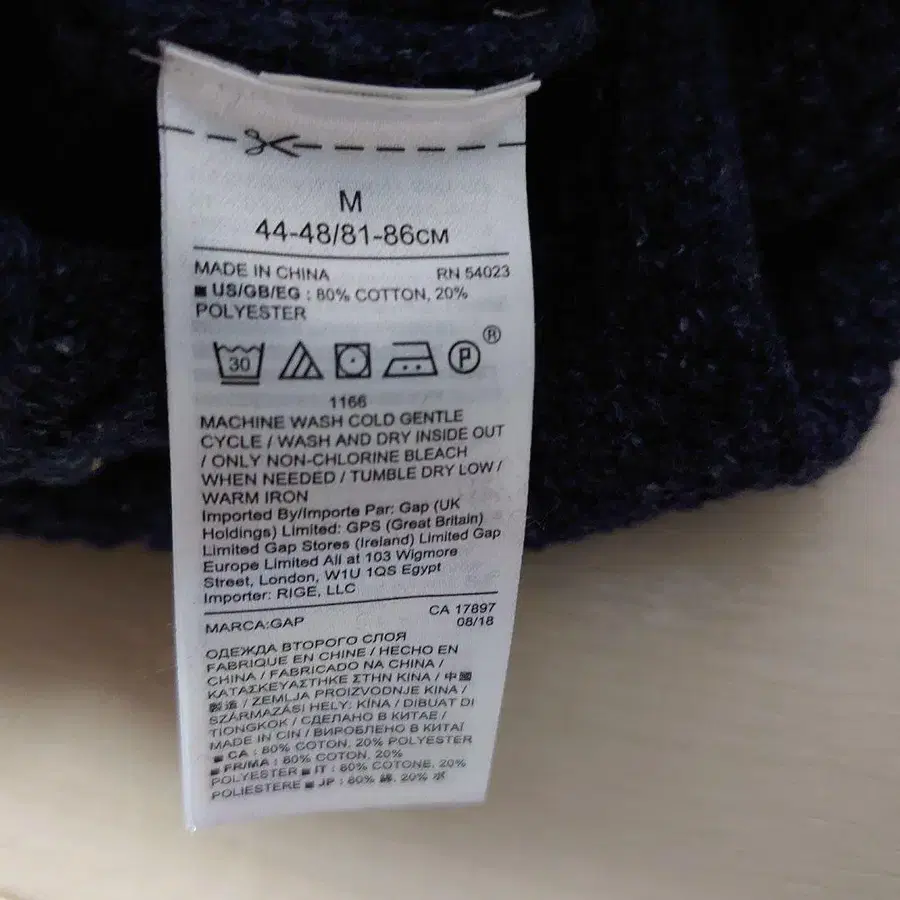 M
44-48/81-86CM
MADE IN CHINA RN 54023
■ US/GB/EG : 80% COTTON, 20%
POLYESTER
30 P ®
1166
MACHINE WASH COLD GENTLE
CYCLE / WASH AND DRY INSIDE OUT
/ ONLY NON-CHLORINE BLEACH
WHEN NEEDED / TUMBLE DRY LOW /
WARM IRON
Imported By/Importe Par: Gap (UK
Holdings) Limited: GPS (Great Britain)
Limited Gap Stores (Ireland) Limited Gap
Europe Limited All at 103 Wigmore
Street, London, W1U 1QS Egypt
Importer: RIGE, LLC
MARCA:GAP CA 17897
08/18
ОДЕЖДА ВТОРОГО СЛОЯ
FABRIQUE EN CHINE / HECHO EN
CHINA / FABRICADO NA CHINA /
ΚΑΤΑΣΚΕΥΑΣΤΗΚΕ ΣΤΗΝ ΚΙΝΑ / 中國
製造 / ZEMLJA PROIZVODNJE KINA /
SZÁRMAZÁSI HELY: KÍNA / DIBUAT DI
TIONGKOK / СДЕЛАНО В КИТАЕ /
MADE IN CIN / ВИРОБЛЕНО В КИТАЇ
■ CA : 80% COTON, 20% POLYESTER
■ FR/MA : 80% COTON, 20%
POLYESTER ■ IT : 80% COTONE, 20%
POLIESTERE ■ JP : 80% 綿, 20% ポ